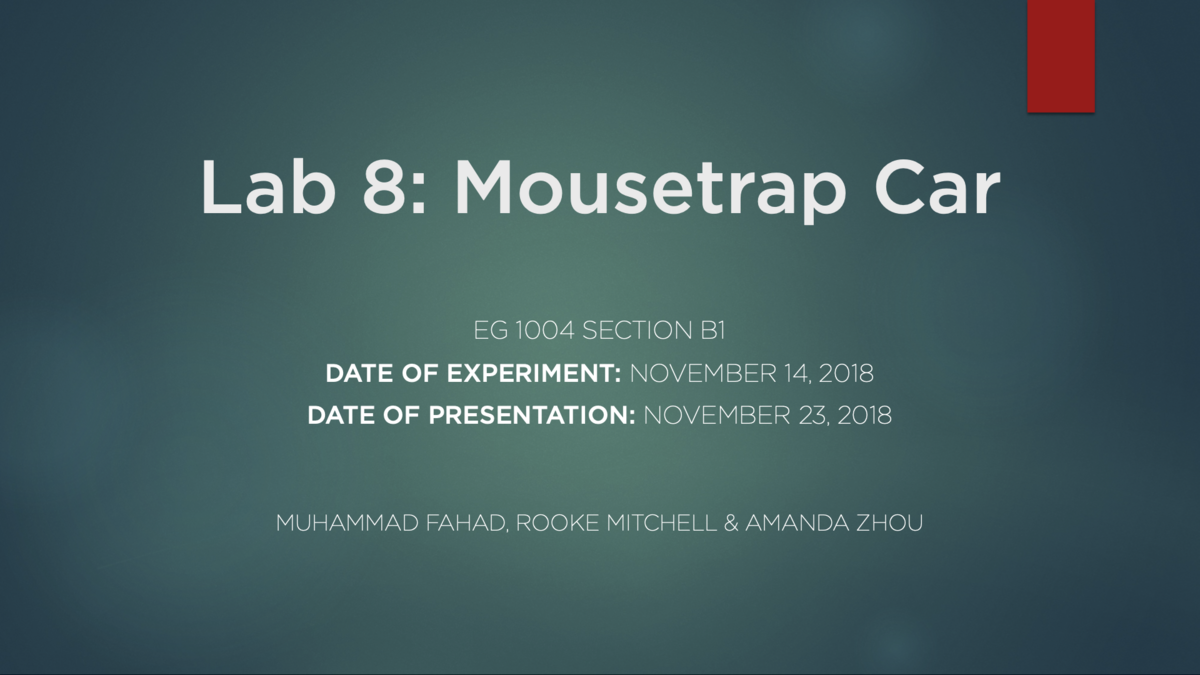 Lab 8: Mousetrap Car
EG 1004 SECTION B1
DATE OF EXPERIMENT: NOVEMBER 14, 2018
DATE OF PRESENTATION: NOVEMBER 23, 2018
MUHAMMAD FAHAD, ROOKE MITCHELL & AMANDA ZHOU